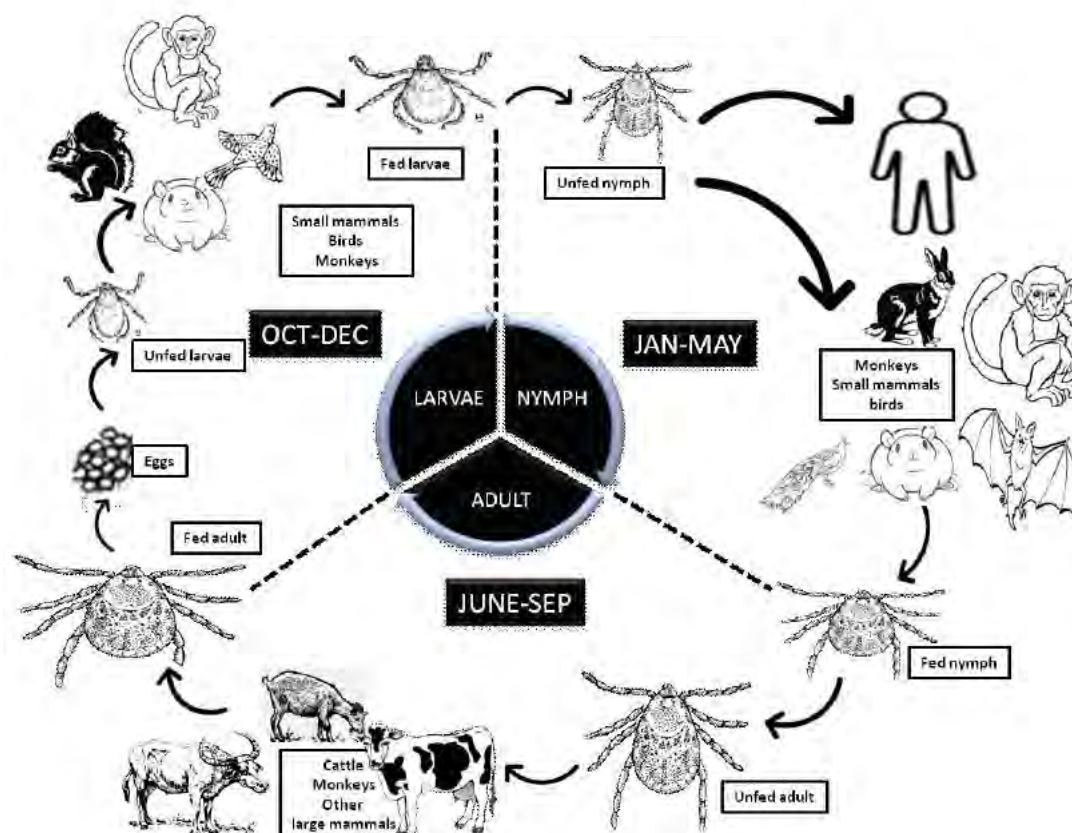 Fed larvae
Unfed nymph
Small mammals
Birds
Monkeys
OCT-DEC
JAN-MAY
Unfed larvae
LARVAE
NYMPH
Monkeys
Small mammals
birds
Eggs
ADULT
Fed adult
JUNE-SEP
Fed nymph
Cattle
Monkeys
Other
large mammals
Unfed adult